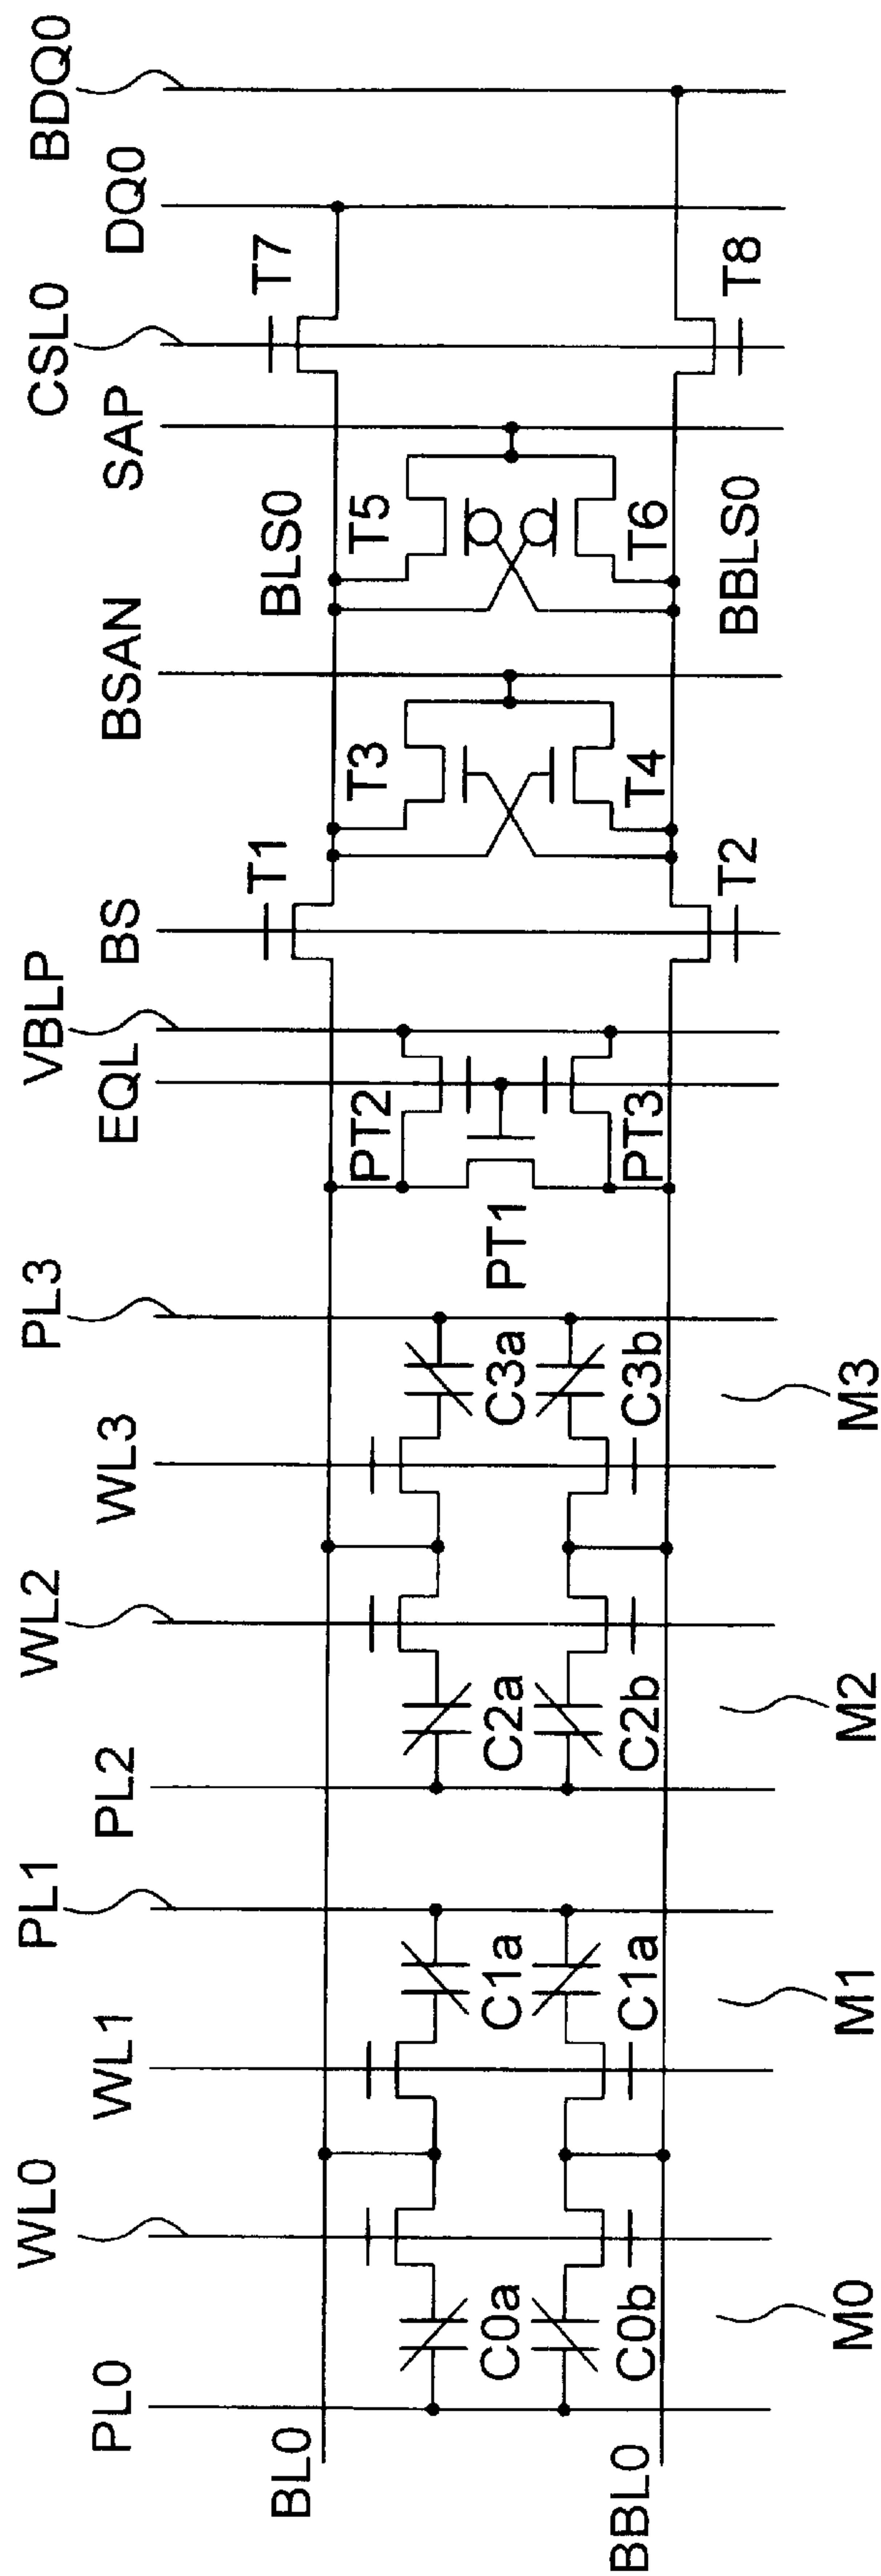 PL0
WL0
WL1
PL1
PL2
WL2
WL3
PL3
EQL
VBLP
BS
BSAN
SAP
CSL0
DQ0
BDQ0
BL0
T1
BLS0
T7
C0a
C1a
C2a
C3a
PT2
T3
T5
PT1
C0b
C1a
C2b
C3b
PT3
T4
T6
BBL0
T2
BBLS0
T8
M0
M1
M2
M3